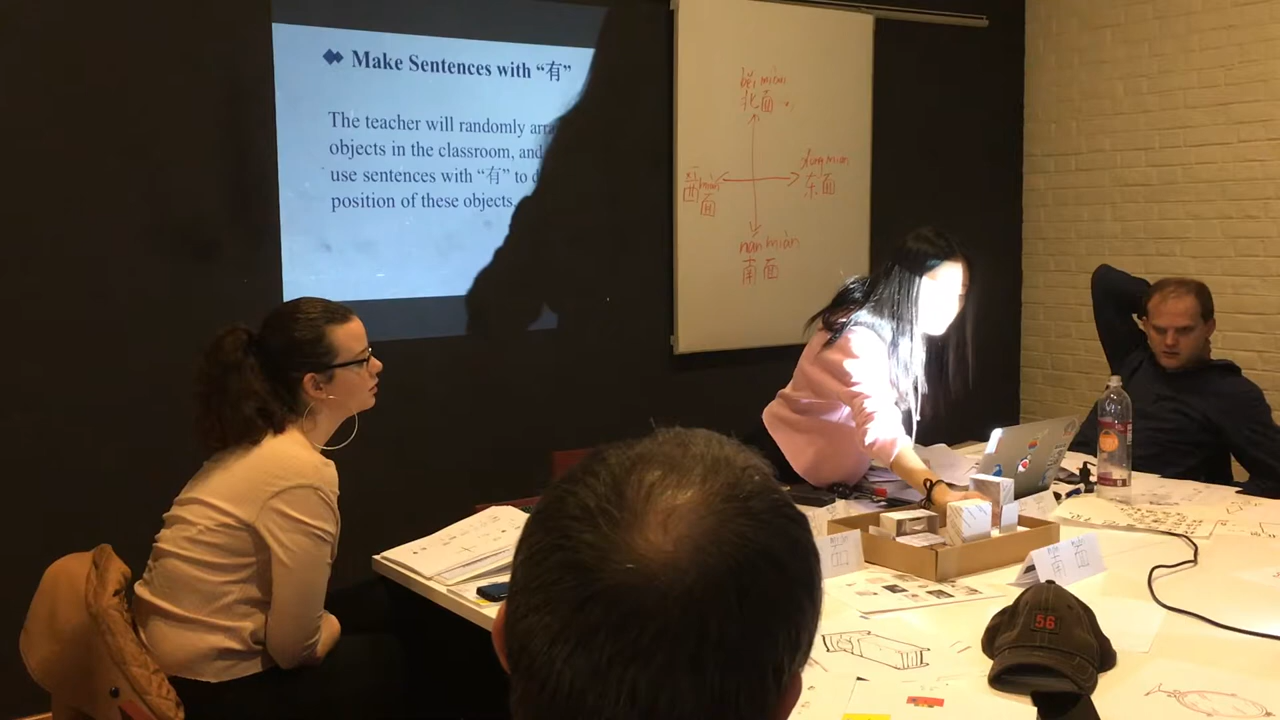 Make Sentences with “有”
The teacher will randomly arra
objects in the classroom, and
use sentences with “有” to d
position of these objects.
běi miàn
北面
xī miàn
西面
dōng miàn
东面
nán miàn
南面
南面
56